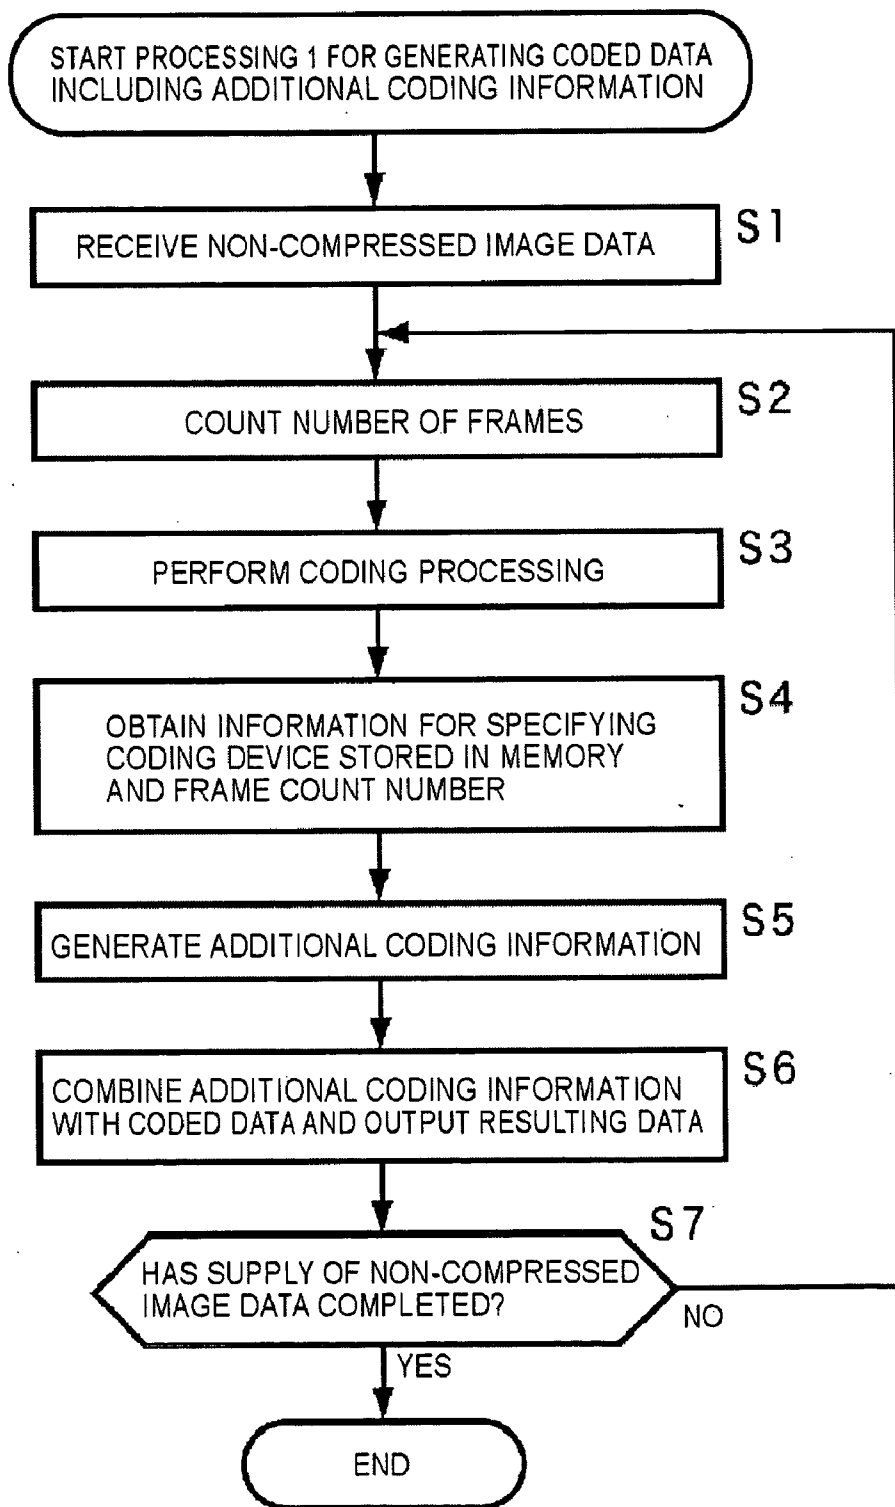 START PROCESSING 1 FOR GENERATING CODED DATA
INCLUDING ADDITIONAL CODING INFORMATION
S1
RECEIVE NON-COMPRESSED IMAGE DATA
S2
COUNT NUMBER OF FRAMES
S3
PERFORM CODING PROCESSING
S4
OBTAIN INFORMATION FOR SPECIFYING
CODING DEVICE STORED IN MEMORY
AND FRAME COUNT NUMBER
S5
GENERATE ADDITIONAL CODING INFORMATION
S6
COMBINE ADDITIONAL CODING INFORMATION
WITH CODED DATA AND OUTPUT RESULTING DATA
S7
HAS SUPPLY OF NON-COMPRESSED
IMAGE DATA COMPLETED?
NO
YES
END